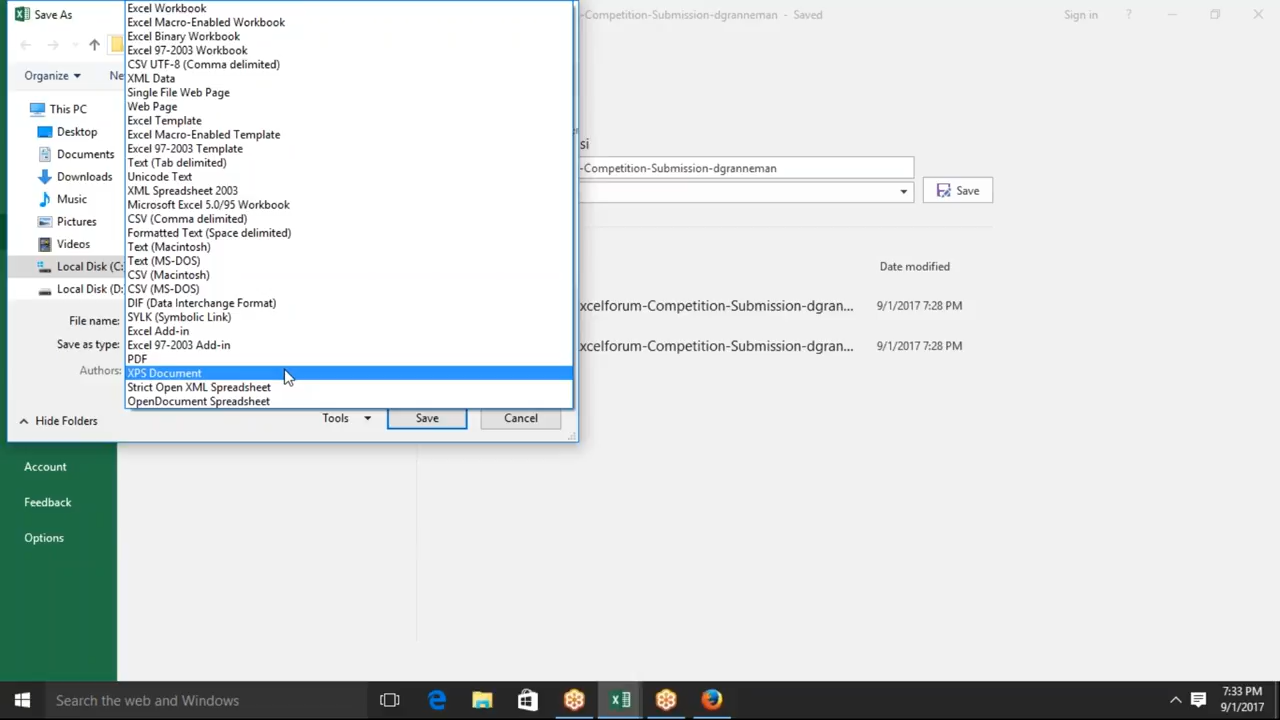 Save As
Organize
Ne
This PC
Desktop
Documents
Downloads
Music
Pictures
Videos
Local Disk (C:
Local Disk (D:
File name:
Save as type:
Authors:
Excel Workbook
Excel Macro-Enabled Workbook
Excel Binary Workbook
Excel 97-2003 Workbook
CSV UTF-8 (Comma delimited)
XML Data
Single File Web Page
Web Page
Excel Template
Excel Macro-Enabled Template
Excel 97-2003 Template
Text (Tab delimited)
Unicode Text
XML Spreadsheet 2003
Microsoft Excel 5.0/95 Workbook
CSV (Comma delimited)
Formatted Text (Space delimited)
Text (Macintosh)
Text (MS-DOS)
CSV (Macintosh)
CSV (MS-DOS)
DIF (Data Interchange Format)
SYLK (Symbolic Link)
Excel Add-in
Excel 97-2003 Add-in
PDF
XPS Document
Strict Open XML Spreadsheet
OpenDocument Spreadsheet
Hide Folders
Tools
Save
Cancel
-Competition-Submission-dgranneman - Saved
Sign in
?
si
-Competition-Submission-dgranneman
Save
Date modified
xcelforum-Competition-Submission-dgran... 9/1/2017 7:28 PM
xcelforum-Competition-Submission-dgran... 9/1/2017 7:28 PM
Account
Feedback
Options
Search the web and Windows
7:33 PM
9/1/2017